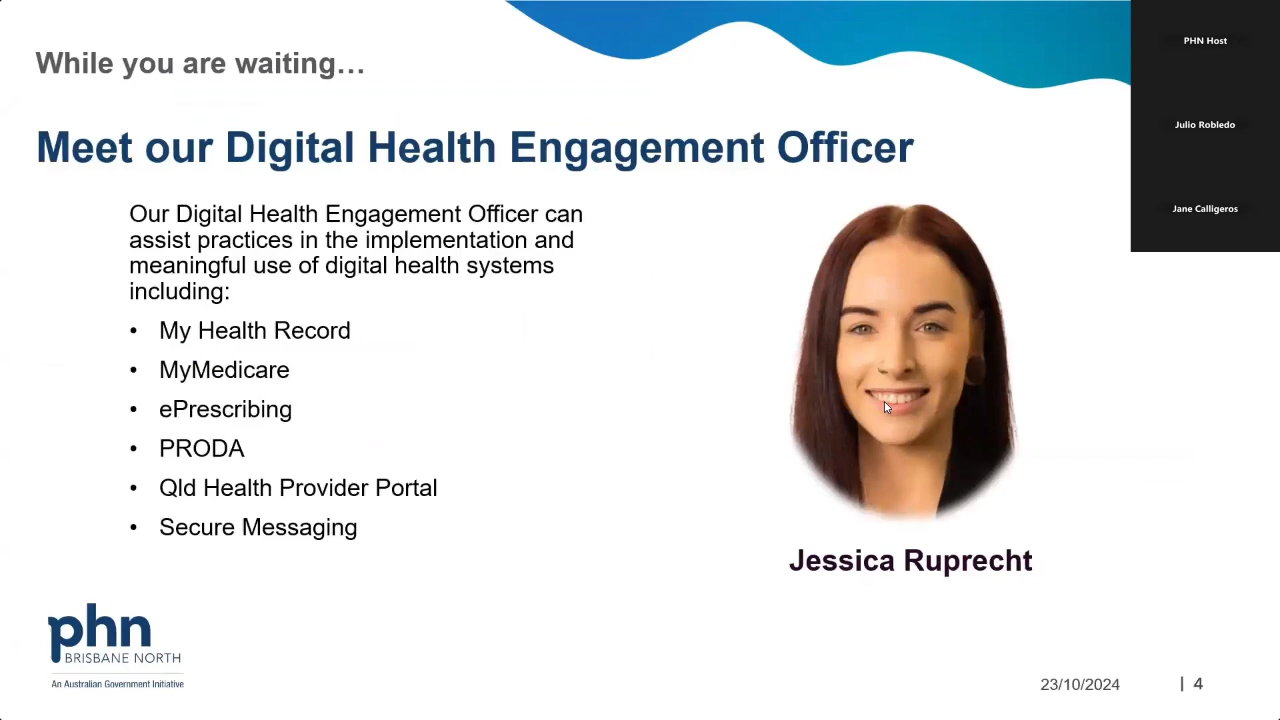 While you are waiting…
Meet our Digital Health Engagement Officer
Our Digital Health Engagement Officer can
assist practices in the implementation and
meaningful use of digital health systems
including:
• My Health Record
• MyMedicare
• ePrescribing
• PRODA
• Qld Health Provider Portal
• Secure Messaging
Jessica Ruprecht
phn
BRISBANE NORTH
An Australian Government Initiative
23/10/2024 | 4
PHN Host
Julio Robledo
Jane Calligeros